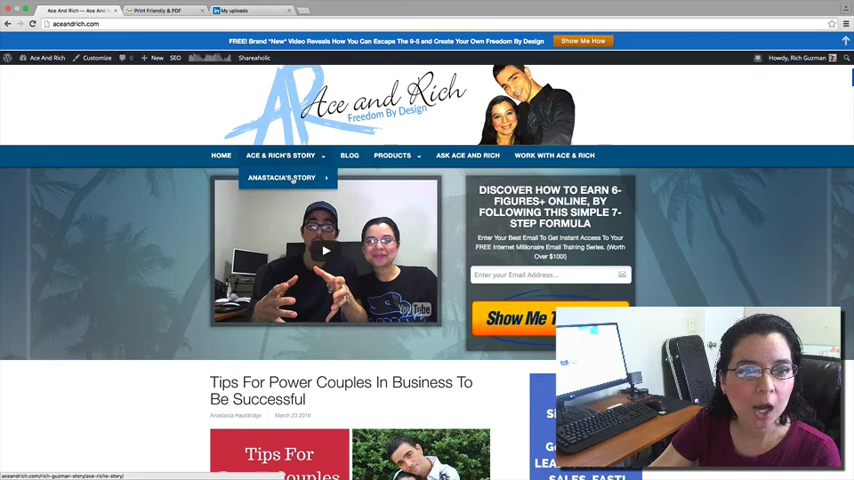 Ace And Rich — Ace And R
Print Friendly & PDF
My uploads
aceandrich.com
FREE! Brand *New* Video Reveals How You Can Escape The 9-5 and Create Your Own Freedom By Design
Show Me How
Ace And Rich
Customize
New
SEO
Shareaholic
Howdy, Rich Guzman
AR
Ace and Rich
Freedom By Design
HOME
ACE & RICH'S STORY
BLOG
PRODUCTS
ASK ACE AND RICH
WORK WITH ACE & RICH
ANASTACIA'S STORY
YouTube
DISCOVER HOW TO EARN 6-
FIGURES+ ONLINE, BY
FOLLOWING THIS SIMPLE 7-
STEP FORMULA
Enter Your Best Email To Get Instant Access To Your
FREE Internet Millionaire Email Training Series. (Worth
Over $100!)
Enter your Email Address...
Show Me T
Tips For Power Couples In Business To
Be Successful
Anastacia Hauldridge
March 23 2016
Tips For
LEA
SALES, FAST!
aceandrich.com/rich-guzman-story/ace-richs-story/